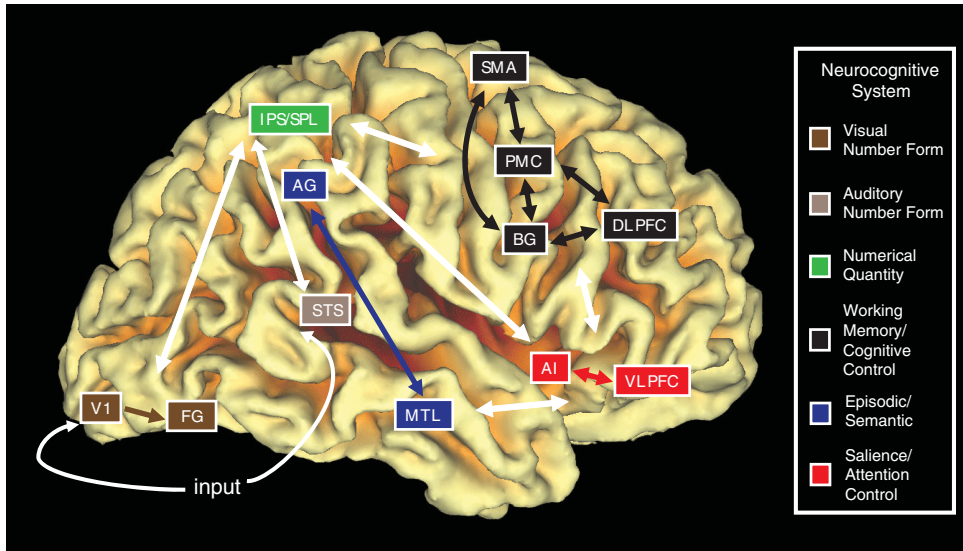 SMA
IPS/SPL
PMC
AG
DLPFC
BG
STS
AI
VLPFC
V1
FG
MTL
input
Neurocognitive
System
Visual
Number Form
Auditory
Number Form
Numerical
Quantity
Working
Memory/
Cognitive
Control
Episodic/
Semantic
Salience/
Attention
Control